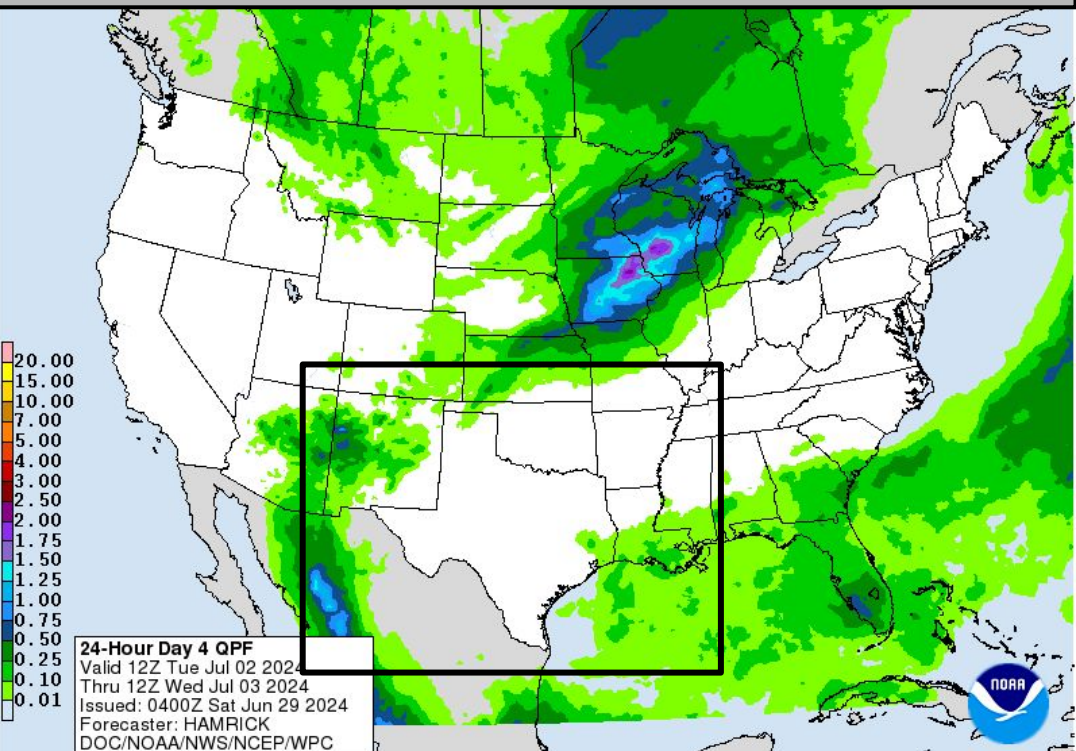 20.00
15.00
10.00
7.00
5.00
4.00
3.00
2.50
2.00
1.75
1.50
1.25
1.00
0.75
0.50
0.25
0.10
0.01
24-Hour Day 4 QPF
Valid 12Z Tue Jul 02 2024
Thru 12Z Wed Jul 03 2024
Issued: 0400Z Sat Jun 29 2024
Forecaster: HAMRICK
DOC/NOAA/NWS/NCEP/WPC
NOAA